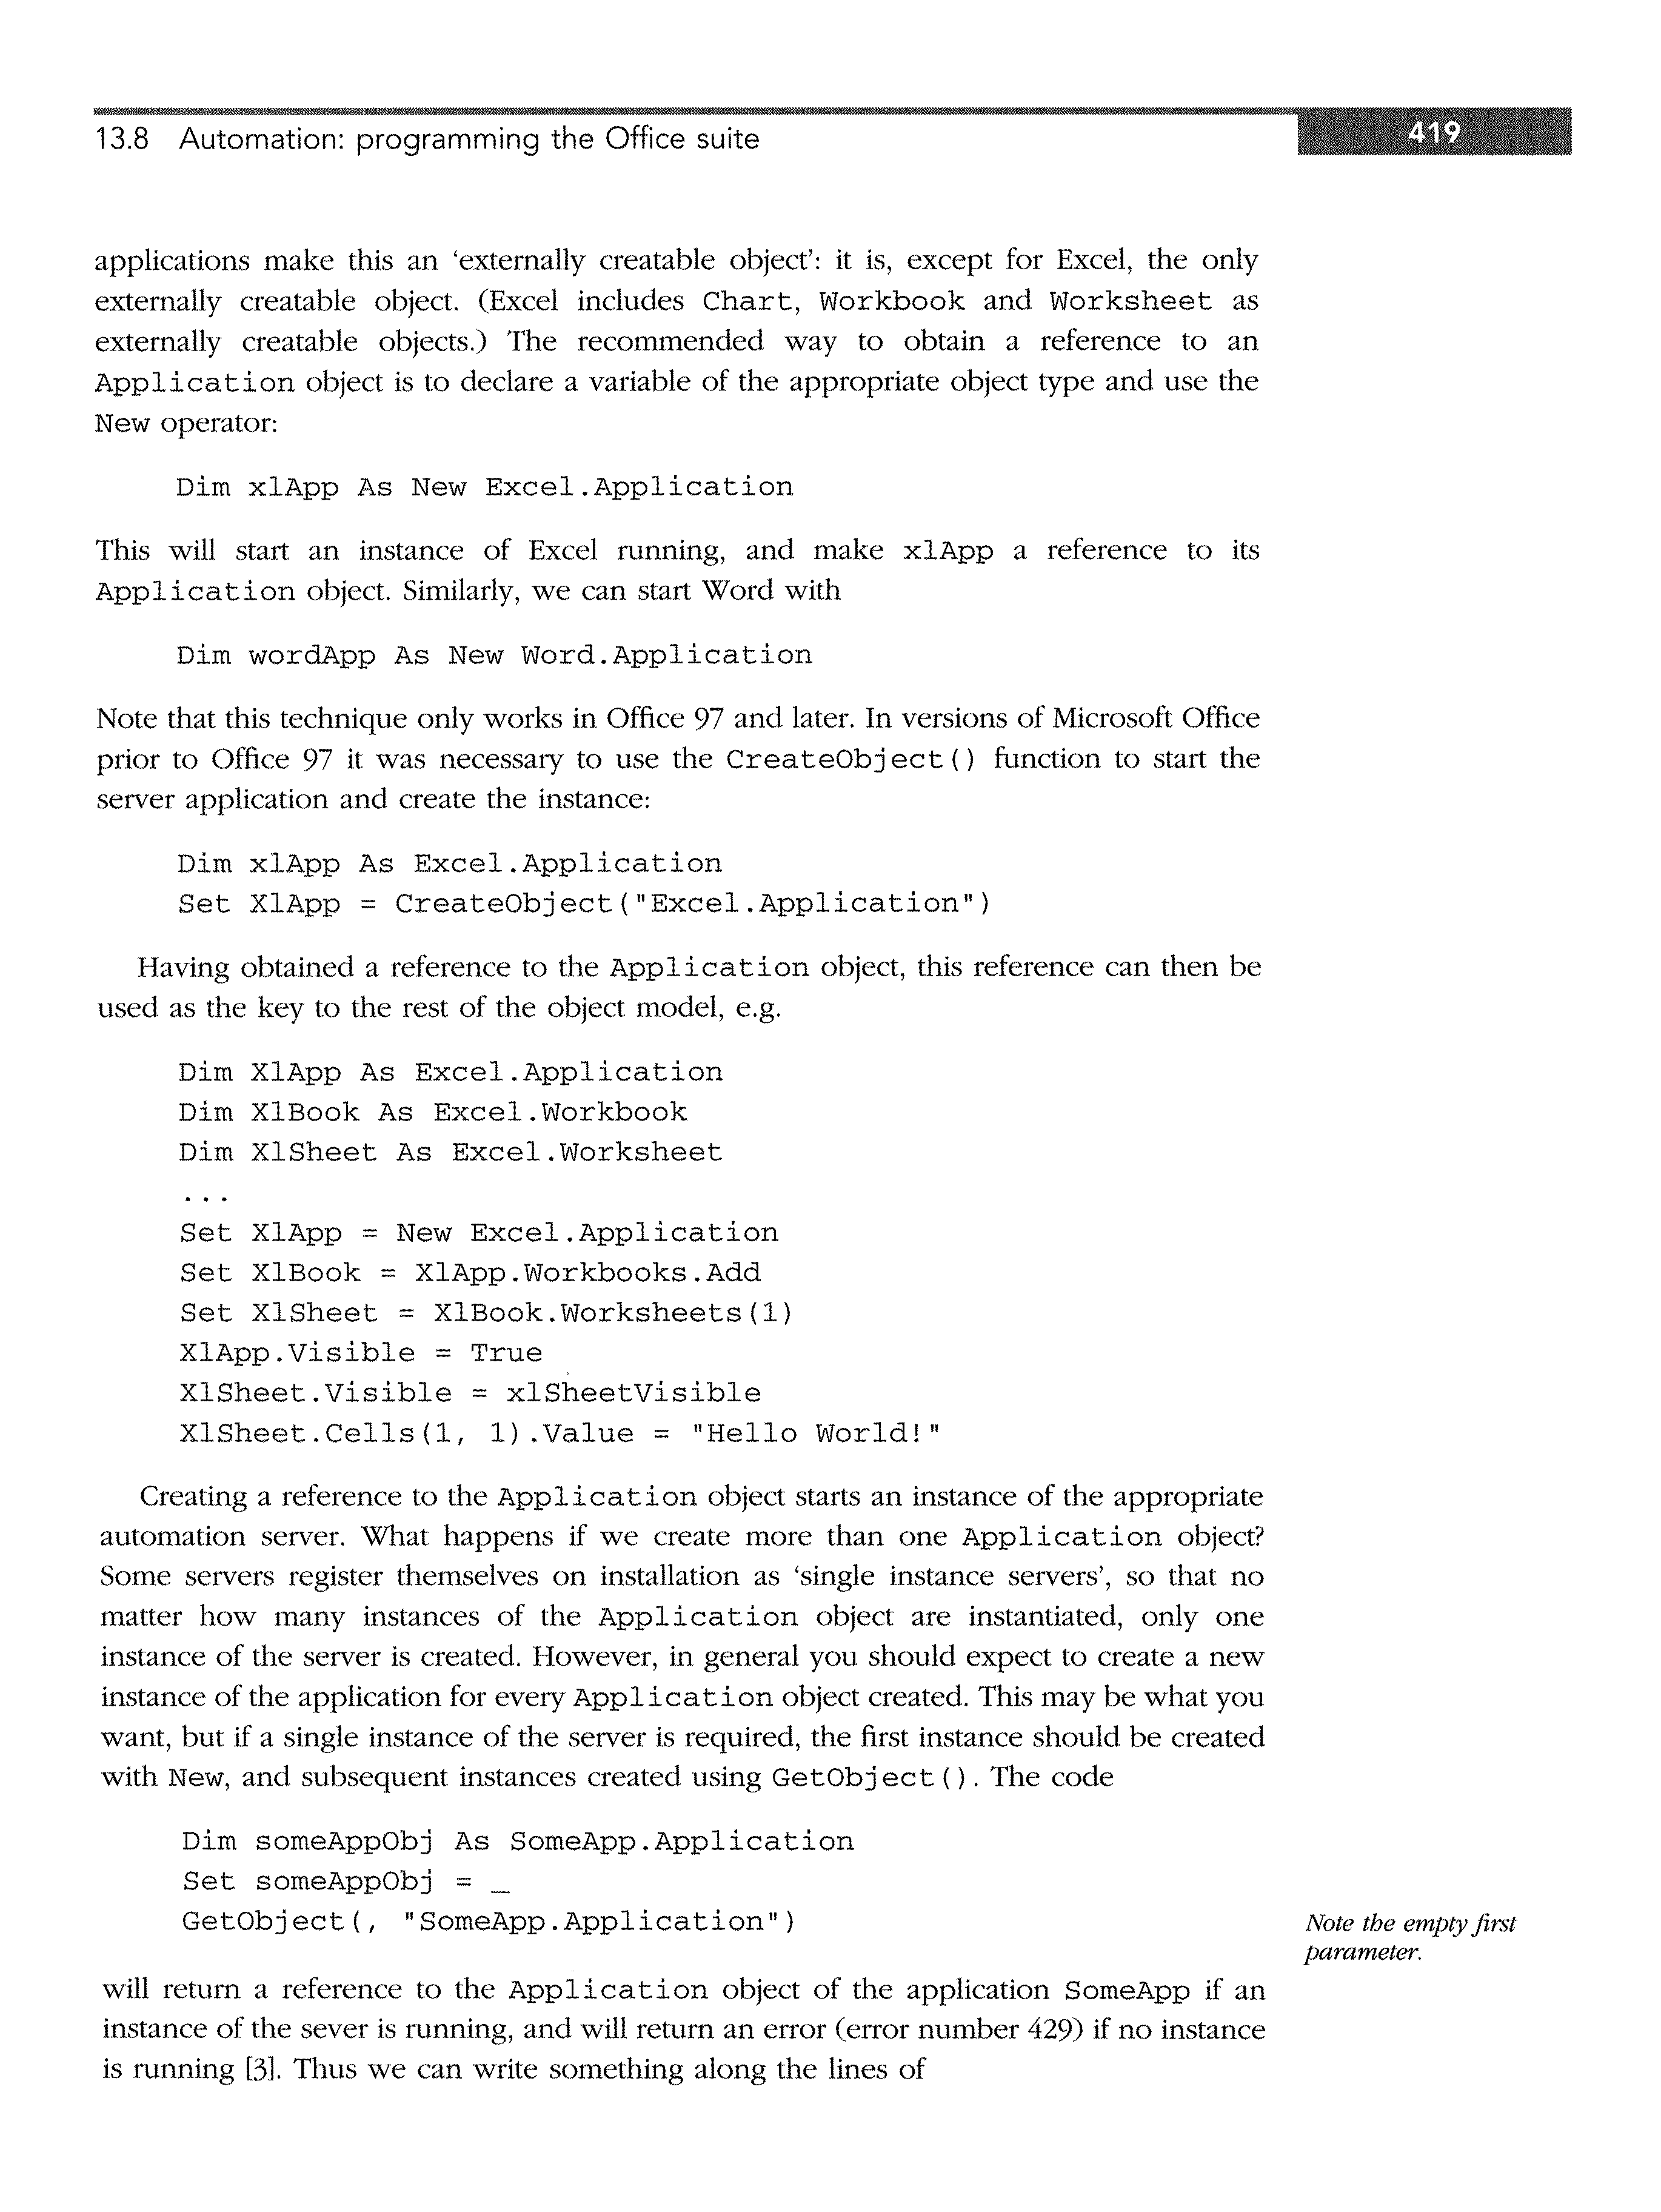 13.8 Automation: programming the Office suite
419
applications make this an ‘externally creatable object’: it is, except for Excel, the only
externally creatable object. (Excel includes Chart, Workbook and Worksheet as
externally creatable objects.) The recommended way to obtain a reference to an
Application object is to declare a variable of the appropriate object type and use the
New operator:
Dim xlApp As New Excel.Application
This will start an instance of Excel running, and make xlApp a reference to its
Application object. Similarly, we can start Word with
Dim wordApp As New Word.Application
Note that this technique only works in Office 97 and later. In versions of Microsoft Office
prior to Office 97 it was necessary to use the CreateObject() function to start the
server application and create the instance:
Dim xlApp As Excel.Application
Set XlApp = CreateObject("Excel.Application")
Having obtained a reference to the Application object, this reference can then be
used as the key to the rest of the object model, e.g.
Dim XlApp As Excel.Application
Dim XlBook As Excel.Workbook
Dim XlSheet As Excel.Worksheet
...
Set XlApp = New Excel.Application
Set XlBook = XlApp.Workbooks.Add
Set XlSheet = XlBook.Worksheets(1)
XlApp.Visible = True
XlSheet.Visible = xlSheetVisible
XlSheet.Cells(1, 1).Value = "Hello World!"
Creating a reference to the Application object starts an instance of the appropriate
automation server. What happens if we create more than one Application object?
Some servers register themselves on installation as ‘single instance servers’, so that no
matter how many instances of the Application object are instantiated, only one
instance of the server is created. However, in general you should expect to create a new
instance of the application for every Application object created. This may be what you
want, but if a single instance of the server is required, the first instance should be created
with New, and subsequent instances created using GetObject(). The code
Dim someAppObj As SomeApp.Application
Set someAppObj = _
GetObject(, "SomeApp.Application")
Note the empty first
parameter.
will return a reference to the Application object of the application SomeApp if an
instance of the sever is running, and will return an error (error number 429) if no instance
is running [3]. Thus we can write something along the lines of